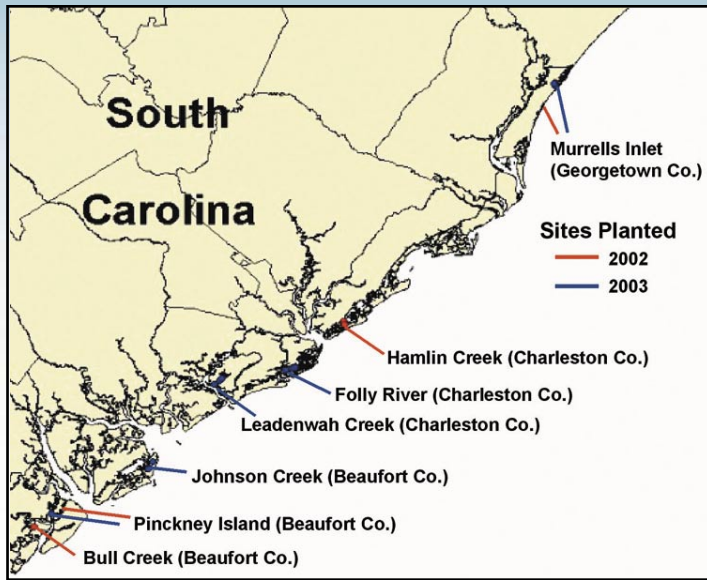 South
Carolina
Murrells Inlet
(Georgetown Co.)
Sites Planted
2002
2003
Hamlin Creek (Charleston Co.)
Folly River (Charleston Co.)
Leadenwah Creek (Charleston Co.)
Johnson Creek (Beaufort Co.)
Pinckney Island (Beaufort Co.)
Bull Creek (Beaufort Co.)